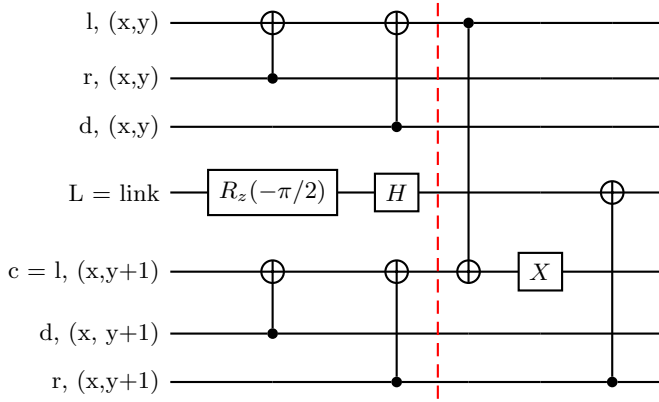 l, (x,y)
r, (x,y)
d, (x,y)
L = link
R_z(−π/2)
H
c = l, (x,y+1)
X
d, (x, y+1)
r, (x,y+1)